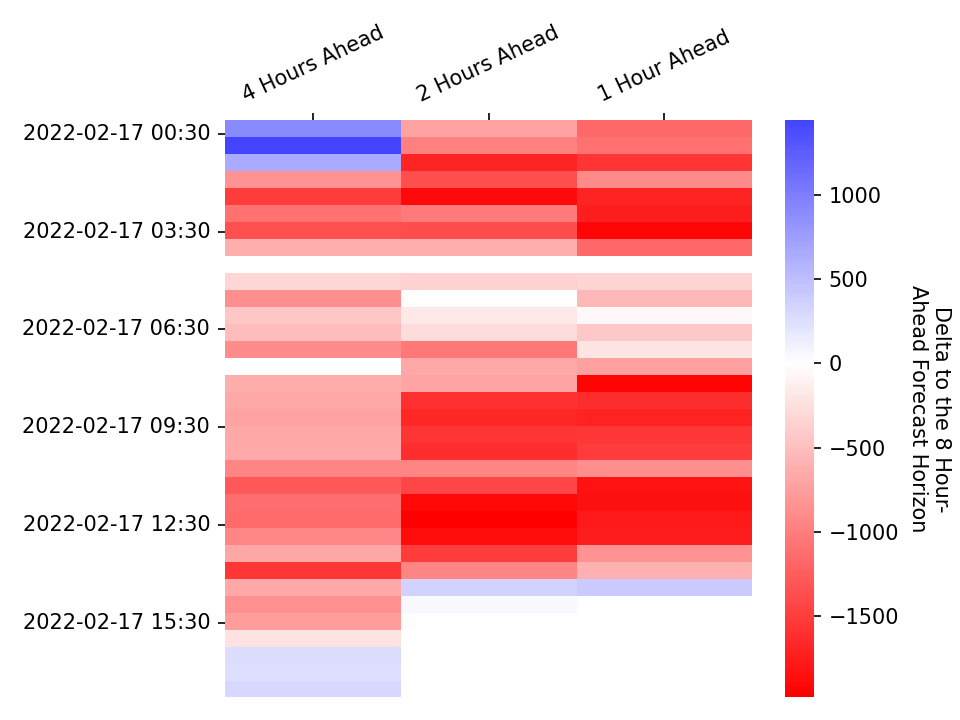 4 Hours Ahead
2 Hours Ahead
1 Hour Ahead
2022-02-17 00:30
2022-02-17 03:30
2022-02-17 06:30
2022-02-17 09:30
2022-02-17 12:30
2022-02-17 15:30
1000
500
0
−500
−1000
−1500
Delta to the 8 Hour-
Ahead Forecast Horizon